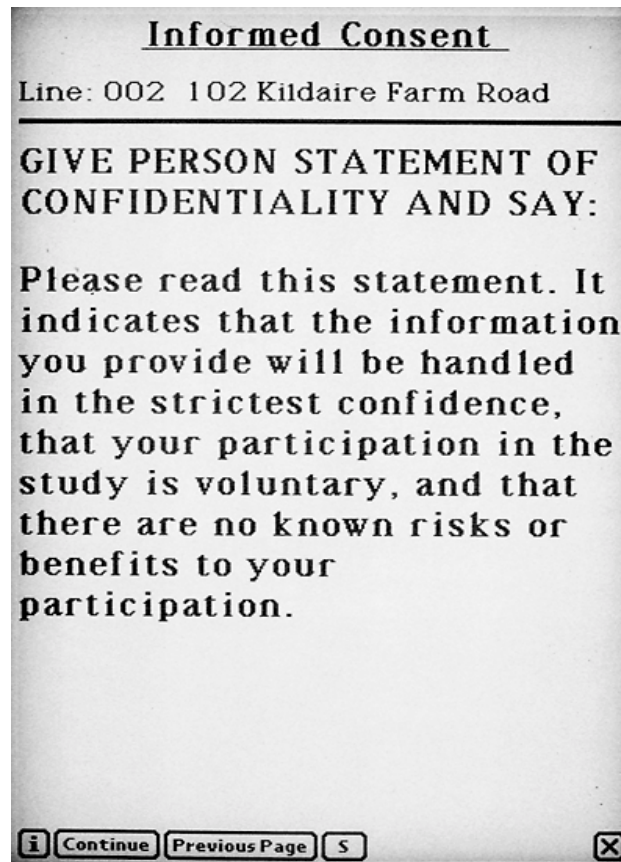 Informed Consent
Line: 002 102 Kildaire Farm Road
GIVE PERSON STATEMENT OF
CONFIDENTIALITY AND SAY:
Please read this statement. It
indicates that the information
you provide will be handled
in the strictest confidence,
that your participation in the
study is voluntary, and that
there are no known risks or
benefits to your
participation.
i Continue Previous Page S X